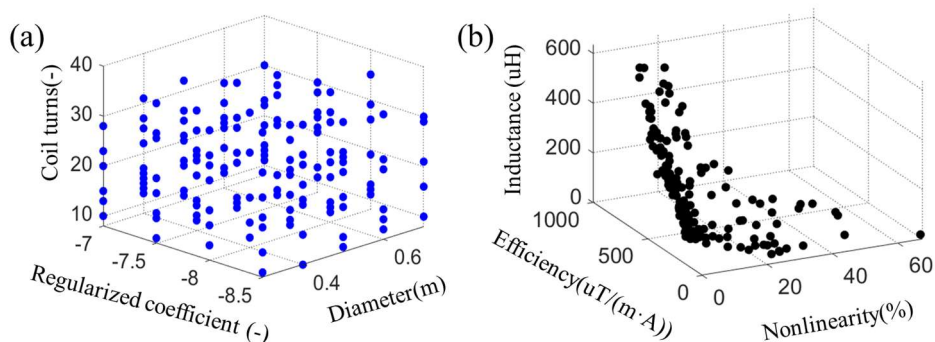 (a)
Coil turns(-)
40
30
20
10
-7
-7.5
-8
-8.5
Regularized coefficient (-)
0.4
0.6
Diameter(m)
(b)
Inductance (uH)
600
400
200
0
1000
500
0
Efficiency(uT/(m·A))
0
20
40
60
Nonlinearity(%)